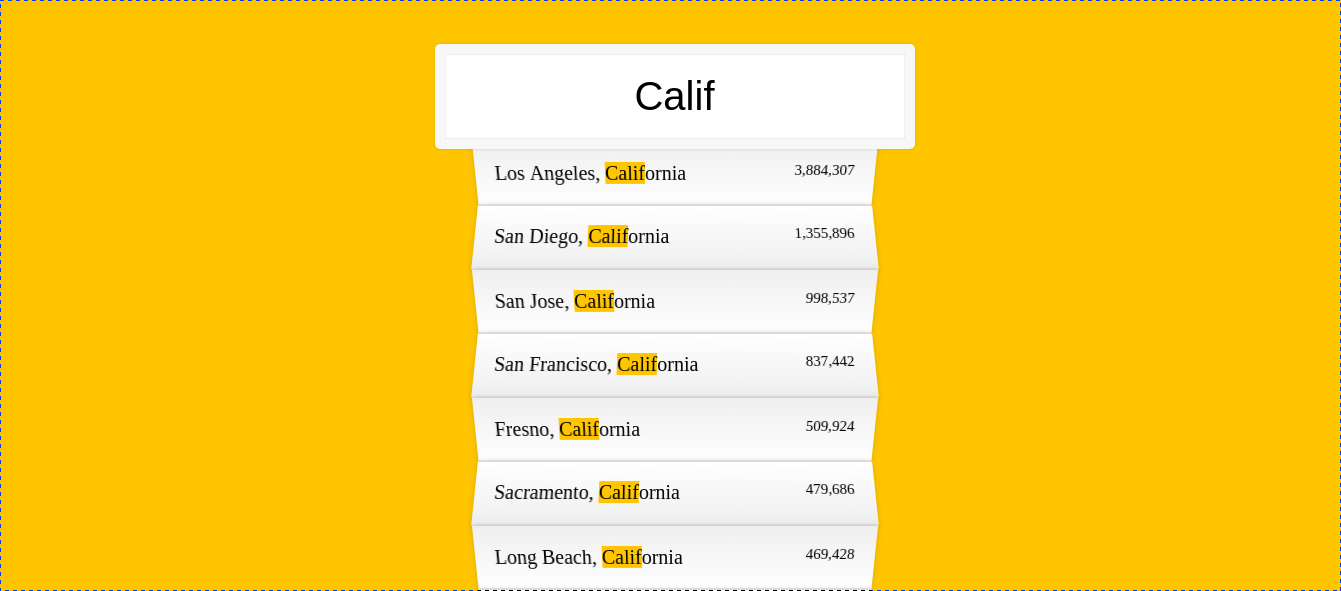 Calif
Los Angeles, California 3,884,307
San Diego, California 1,355,896
San Jose, California 998,537
San Francisco, California 837,442
Fresno, California 509,924
Sacramento, California 479,686
Long Beach, California 469,428